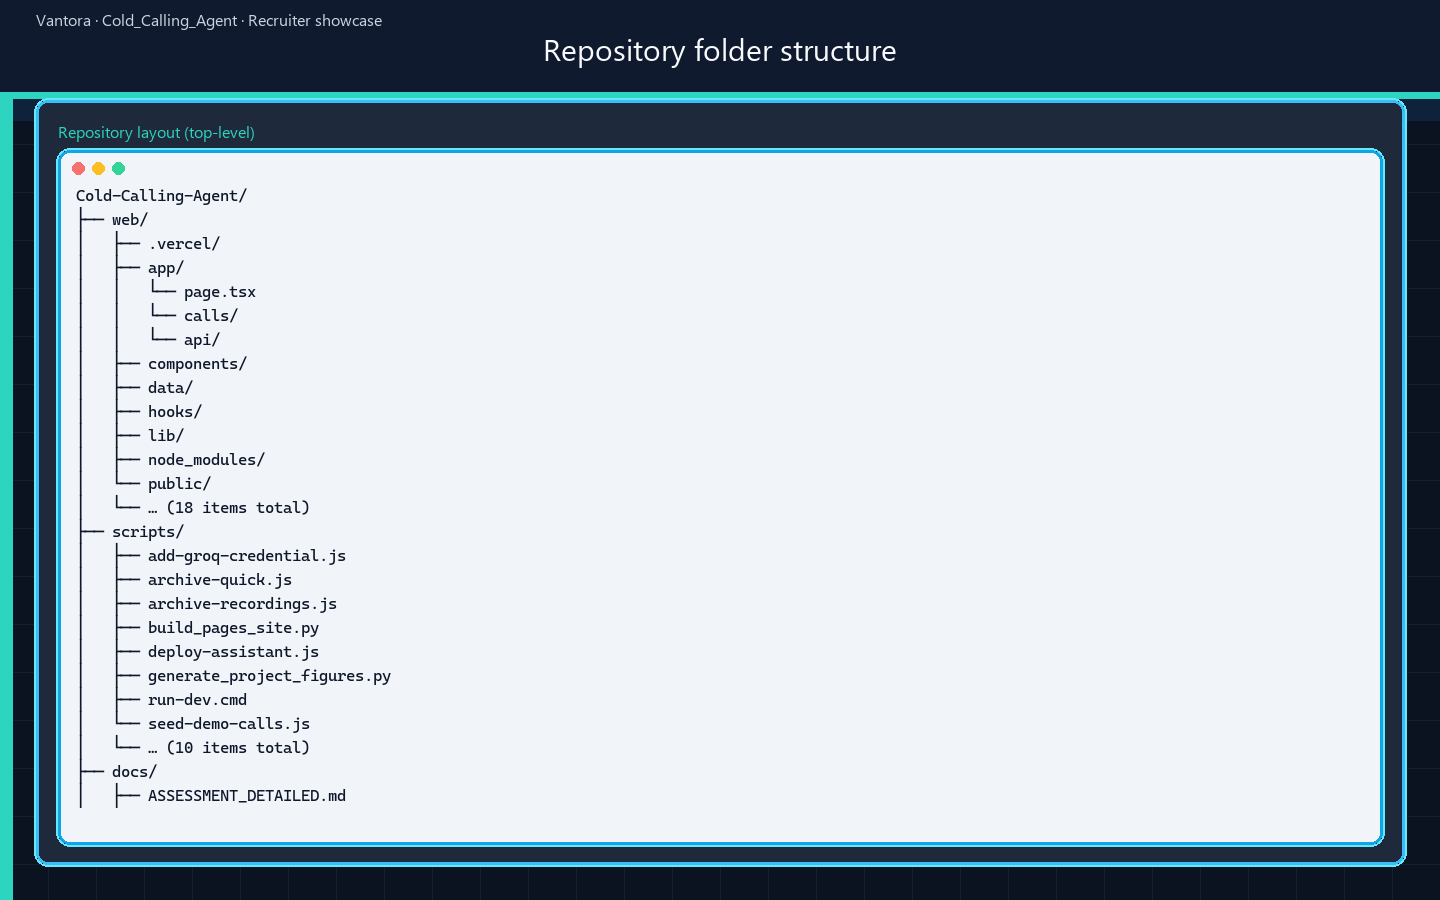 Vantora · Cold_Calling_Agent · Recruiter showcase
Repository folder structure
Repository layout (top-level)
Cold-Calling-Agent/
├── web/
│   ├── .vercel/
│   ├── app/
│   │   └── page.tsx
│   │   └── calls/
│   │   └── api/
│   ├── components/
│   ├── data/
│   ├── hooks/
│   ├── lib/
│   ├── node_modules/
│   └── public/
│   └── … (18 items total)
├── scripts/
│   ├── add-groq-credential.js
│   ├── archive-quick.js
│   ├── archive-recordings.js
│   ├── build_pages_site.py
│   ├── deploy-assistant.js
│   ├── generate_project_figures.py
│   ├── run-dev.cmd
│   └── seed-demo-calls.js
│   └── … (10 items total)
├── docs/
│   ├── ASSESSMENT_DETAILED.md